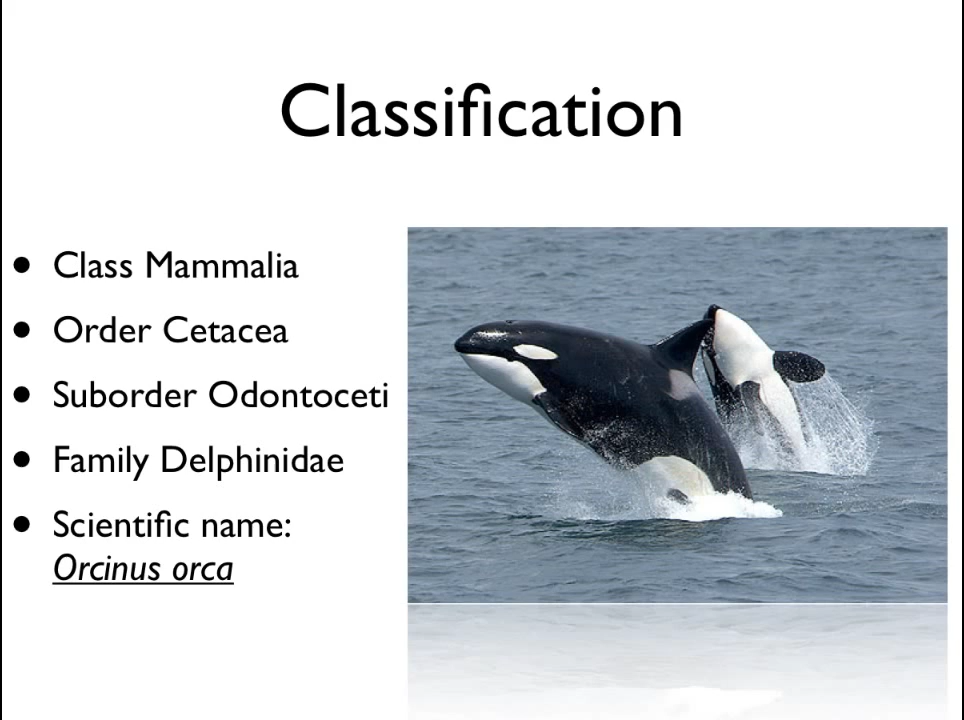 Classification
• Class Mammalia
• Order Cetacea
• Suborder Odontoceti
• Family Delphinidae
• Scientific name:
Orcinus orca